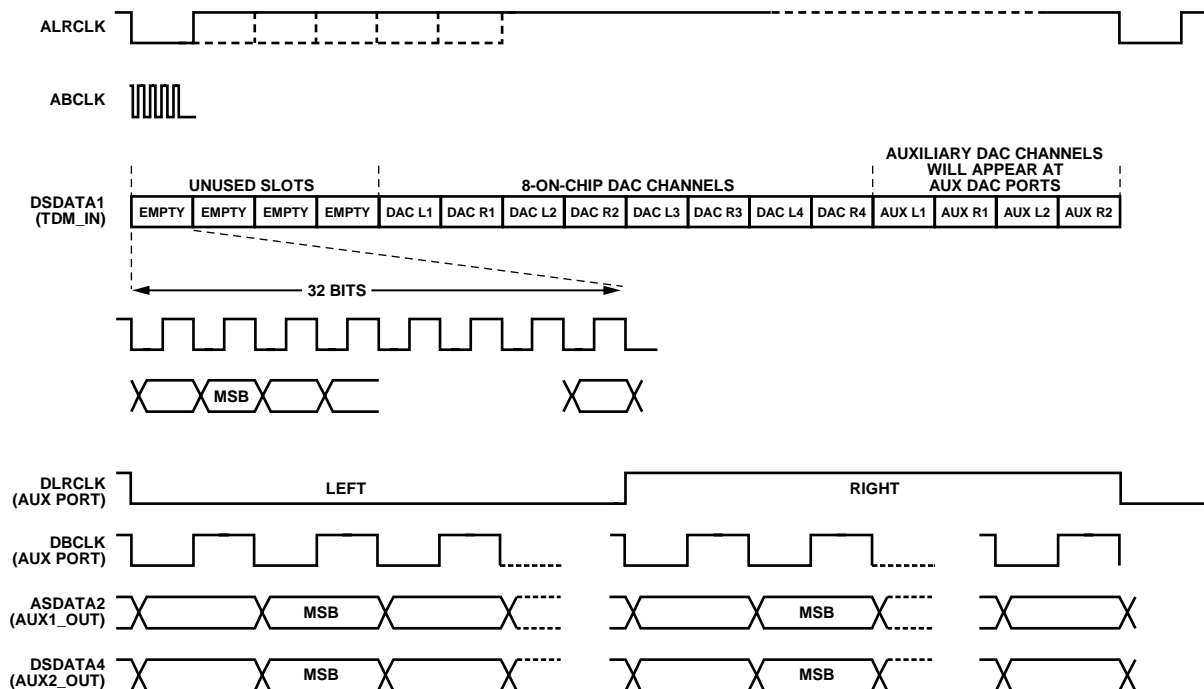 ALRCLK
ABCLK
AUXILIARY DAC CHANNELS
WILL APPEAR AT
AUX DAC PORTS
UNUSED SLOTS
8-ON-CHIP DAC CHANNELS
DSDATA1
(TDM_IN)
EMPTY EMPTY EMPTY EMPTY DAC L1 DAC R1 DAC L2 DAC R2 DAC L3 DAC R3 DAC L4 DAC R4 AUX L1 AUX R1 AUX L2 AUX R2
32 BITS
MSB
DLRCLK
(AUX PORT)
LEFT RIGHT
DBCLK
(AUX PORT)
ASDATA2
(AUX1_OUT)
MSB MSB
DSDATA4
(AUX2_OUT)
MSB MSB